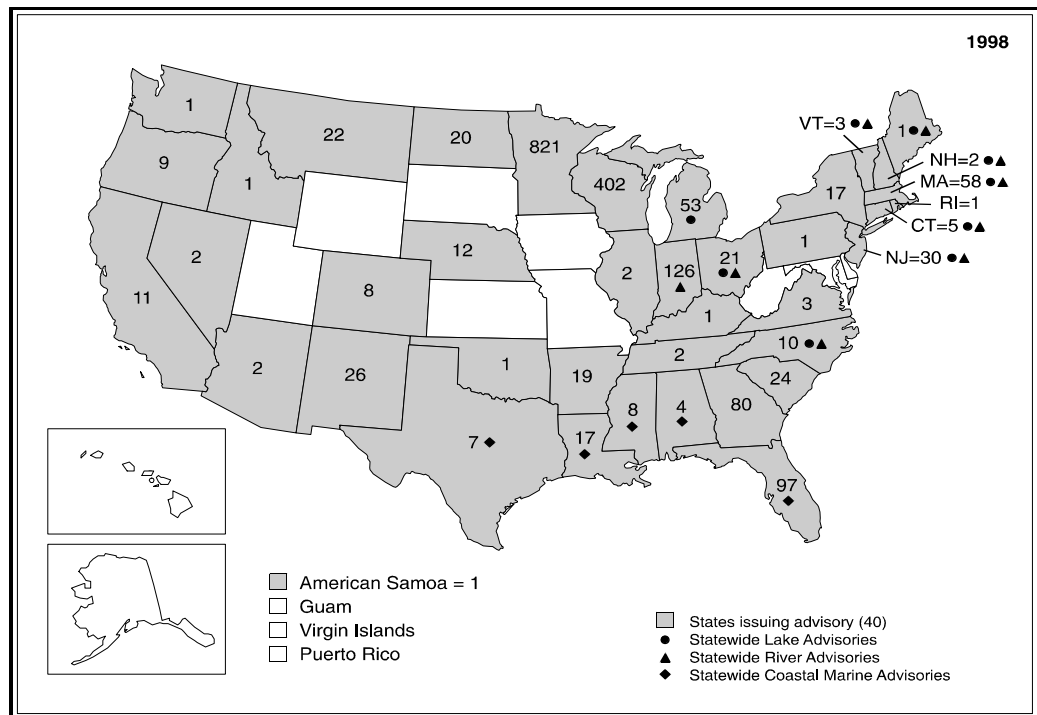 1998
1
22
20
821
VT=3
1
9
1
402
NH=2
MA=58
17
RI=1
53
CT=5
12
1
NJ=30
2
21
126
2
8
11
3
1
10
2
1
2
26
19
24
80
8
4
7
17
97
American Samoa = 1
Guam
Virgin Islands
Puerto Rico
States issuing advisory (40)
Statewide Lake Advisories
Statewide River Advisories
Statewide Coastal Marine Advisories